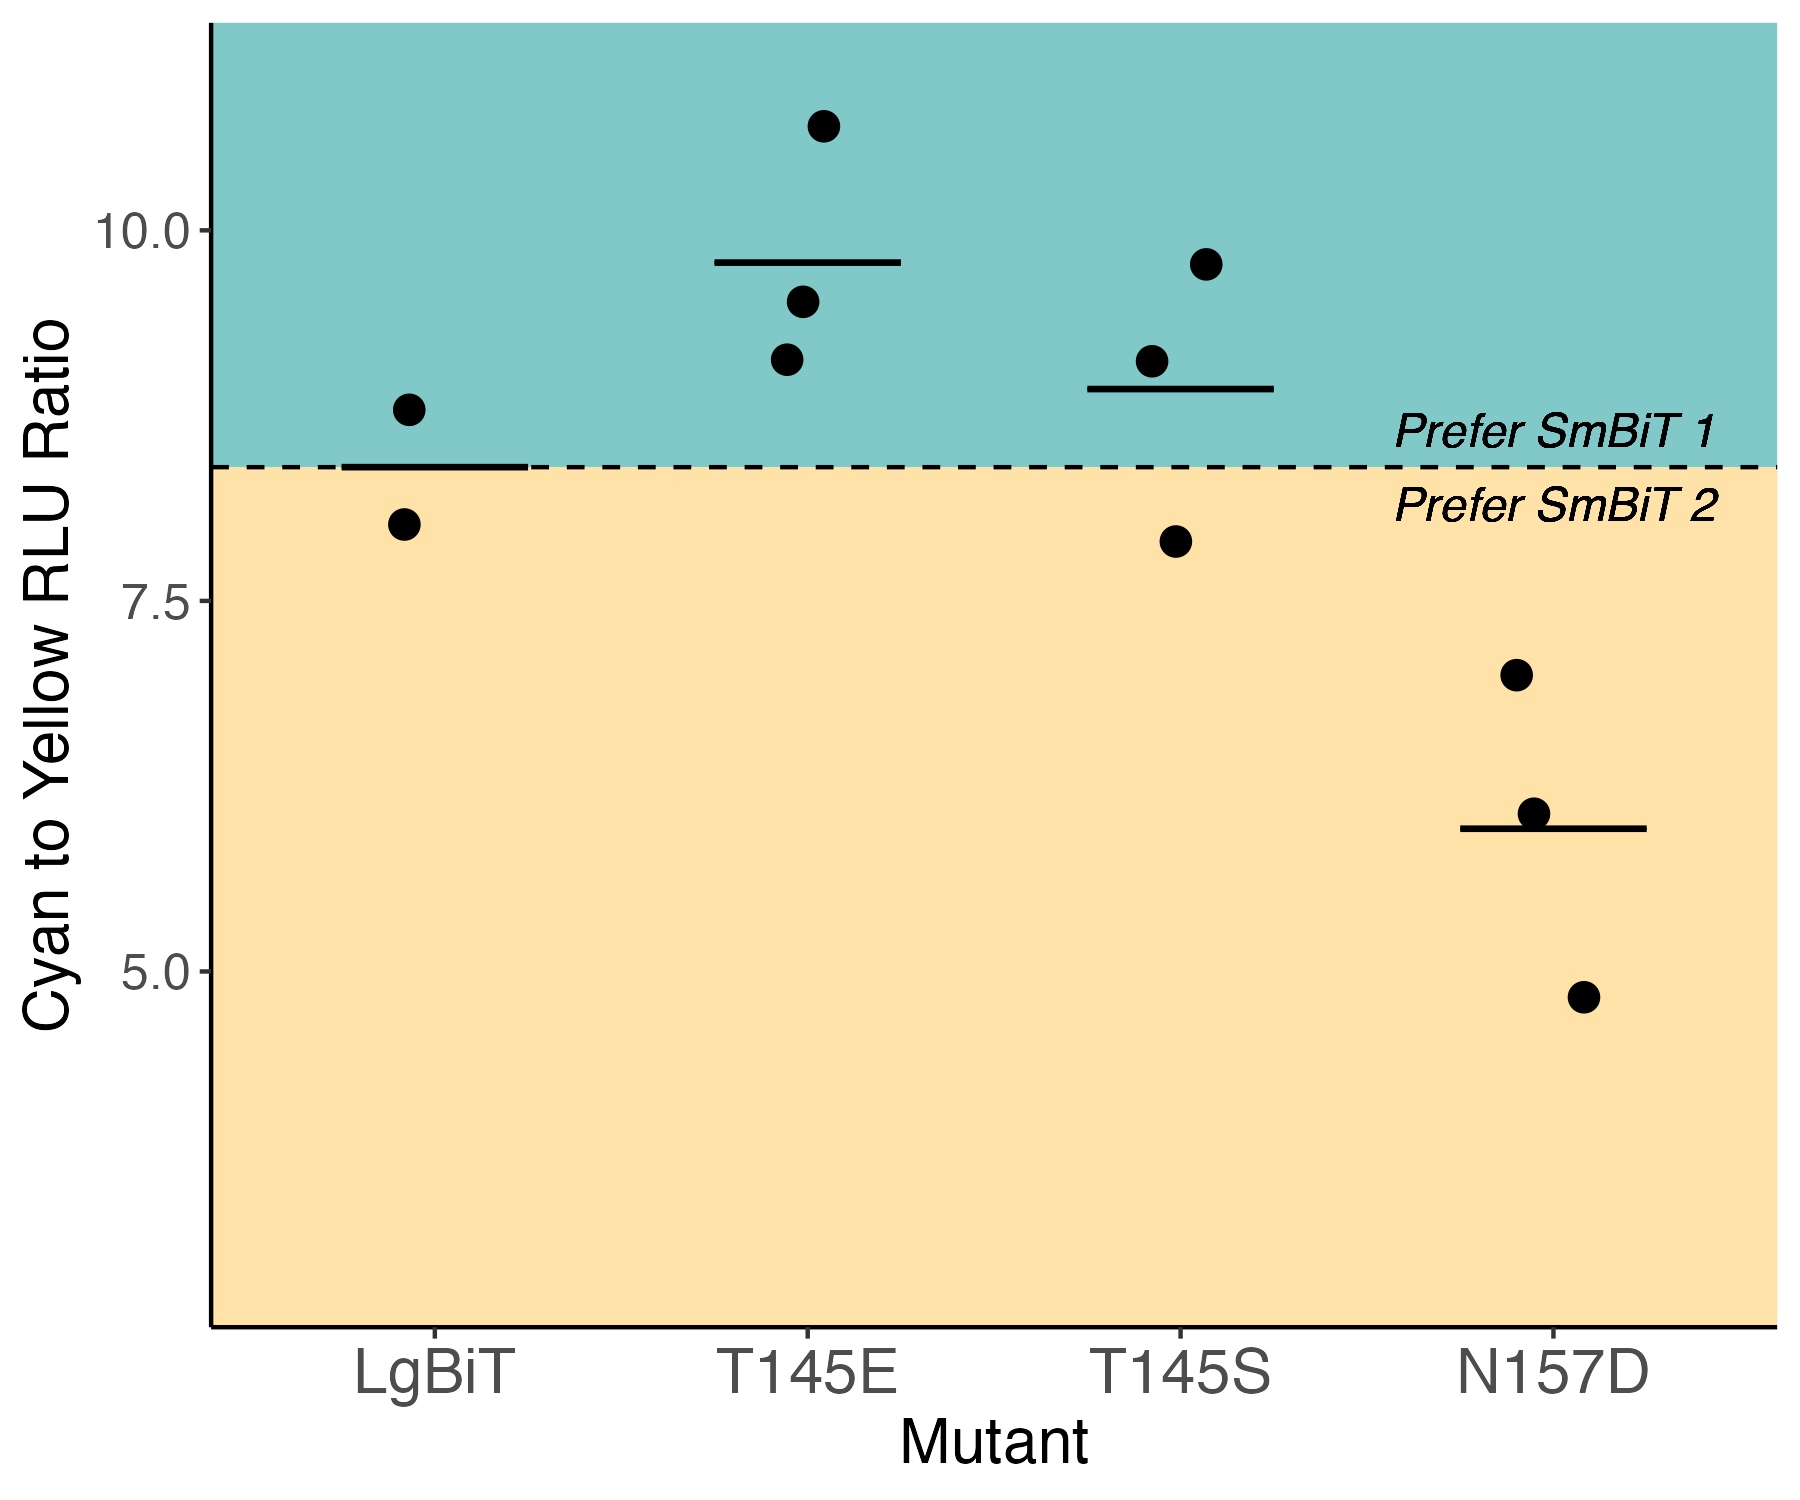 Cyan to Yellow RLU Ratio
10.0
7.5
5.0
Prefer SmBiT 1
Prefer SmBiT 2
LgBiT T145E T145S N157D
Mutant